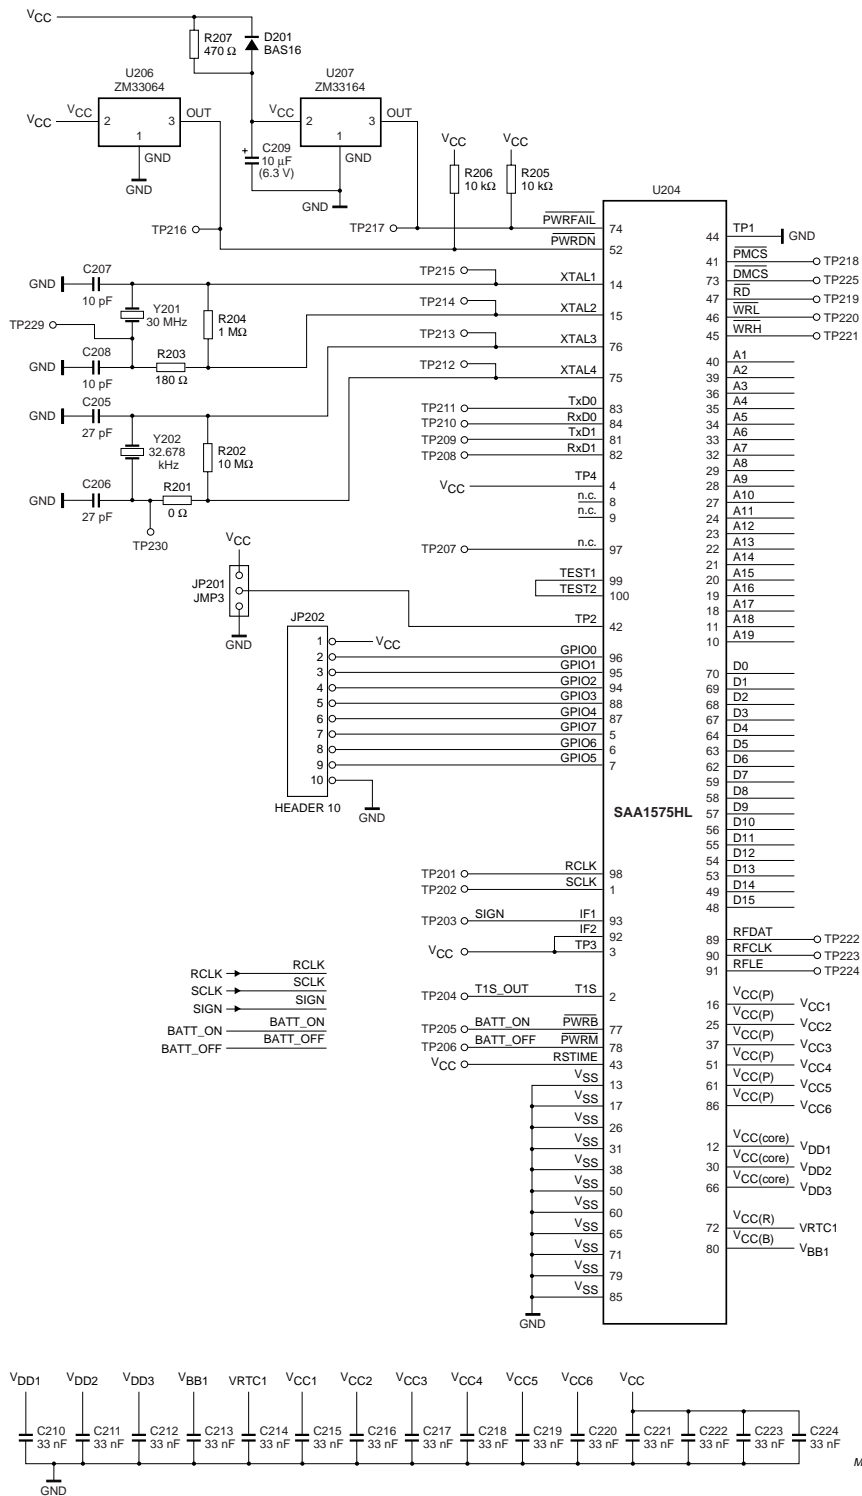 VCC
R207
470 Ω
D201
BAS16
U206
ZM33064
U207
ZM33164
VCC
VCC
2
3
OUT
1
GND
GND
VCC
2
3
OUT
1
GND
GND
+
C209
10 µF
(6.3 V)
VCC
R206
10 kΩ
VCC
R205
10 kΩ
TP216
TP217
U204
PWRFAIL
74
PWRDN
52
44
TP1
GND
41
PMCS
TP218
73
DMCS
TP225
47
RD
TP219
46
WRL
TP220
45
WRH
TP221
GND
C207
10 pF
Y201
30 MHz
R204
1 MΩ
TP229
GND
C208
10 pF
R203
180 Ω
GND
C205
27 pF
Y202
32.678
kHz
R202
10 MΩ
GND
C206
27 pF
R201
0 Ω
TP230
TP215
XTAL1
14
TP214
XTAL2
15
TP213
XTAL3
76
TP212
XTAL4
75
TP211
TxD0
83
TP210
RxD0
84
TP209
TxD1
81
TP208
RxD1
82
VCC
TP4
4
n.c.
8
n.c.
9
TP207
n.c.
97
TEST1
99
TEST2
100
VCC
JP201
JMP3
GND
TP2
42
JP202
1
VCC
2
GPIO0
96
3
GPIO1
95
4
GPIO2
94
5
GPIO3
88
6
GPIO4
87
7
GPIO7
5
8
GPIO6
6
9
GPIO5
7
10
HEADER 10
GND
40
A1
39
A2
36
A3
35
A4
34
A5
33
A6
32
A7
29
A8
28
A9
27
A10
24
A11
23
A12
22
A13
21
A14
20
A15
19
A16
18
A17
11
A18
10
A19
70
D0
69
D1
68
D2
67
D3
64
D4
63
D5
62
D6
59
D7
58
D8
57
D9
56
D10
55
D11
54
D12
53
D13
49
D14
48
D15
SAA1575HL
TP201
RCLK
98
TP202
SCLK
1
TP203
SIGN
IF1
93
IF2
92
VCC
TP3
3
TP204
T1S_OUT
T1S
2
TP205
BATT_ON
PWRB
77
TP206
BATT_OFF
PWRM
78
VCC
RSTIME
43
RCLK
RCLK
SCLK
SCLK
SIGN
SIGN
BATT_ON
BATT_ON
BATT_OFF
BATT_OFF
VSS
13
VSS
17
VSS
26
VSS
31
VSS
38
VSS
50
VSS
60
VSS
65
VSS
71
VSS
79
VSS
85
GND
89
RFDAT
TP222
90
RFCLK
TP223
91
RFLE
TP224
16
VCC(P)
VCC1
25
VCC(P)
VCC2
37
VCC(P)
VCC3
51
VCC(P)
VCC4
61
VCC(P)
VCC5
86
VCC(P)
VCC6
12
VCC(core)
VDD1
30
VCC(core)
VDD2
66
VCC(core)
VDD3
72
VCC(R)
VRTC1
80
VCC(B)
VBB1
VDD1
VDD2
VDD3
VBB1
VRTC1
VCC1
VCC2
VCC3
VCC4
VCC5
VCC6
VCC
C210
33 nF
C211
33 nF
C212
33 nF
C213
33 nF
C214
33 nF
C215
33 nF
C216
33 nF
C217
33 nF
C218
33 nF
C219
33 nF
C220
33 nF
C221
33 nF
C222
33 nF
C223
33 nF
C224
33 nF
GND